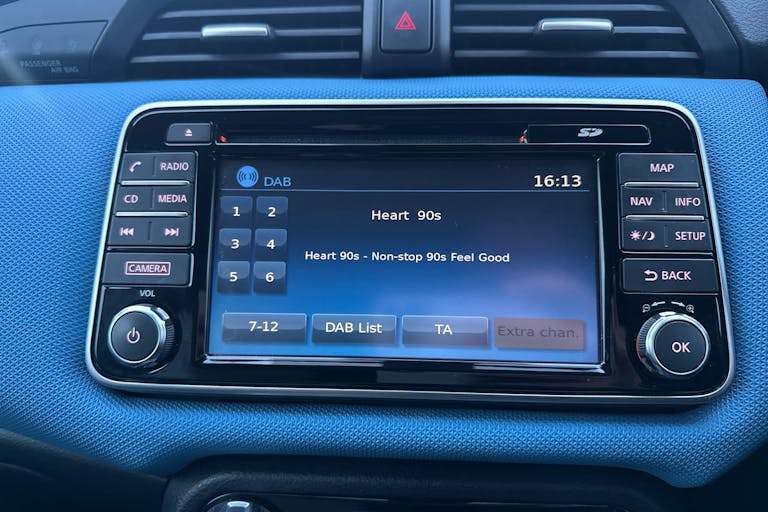 PASSENGER
AIR BAG
SD
RADIO
CD MEDIA
CAMERA
VOL
DAB 16:13
1 2
3 4
5 6
Heart 90s
Heart 90s - Non-stop 90s Feel Good
7-12 DAB List TA Extra chan.
MAP
NAV INFO
SETUP
BACK
OK